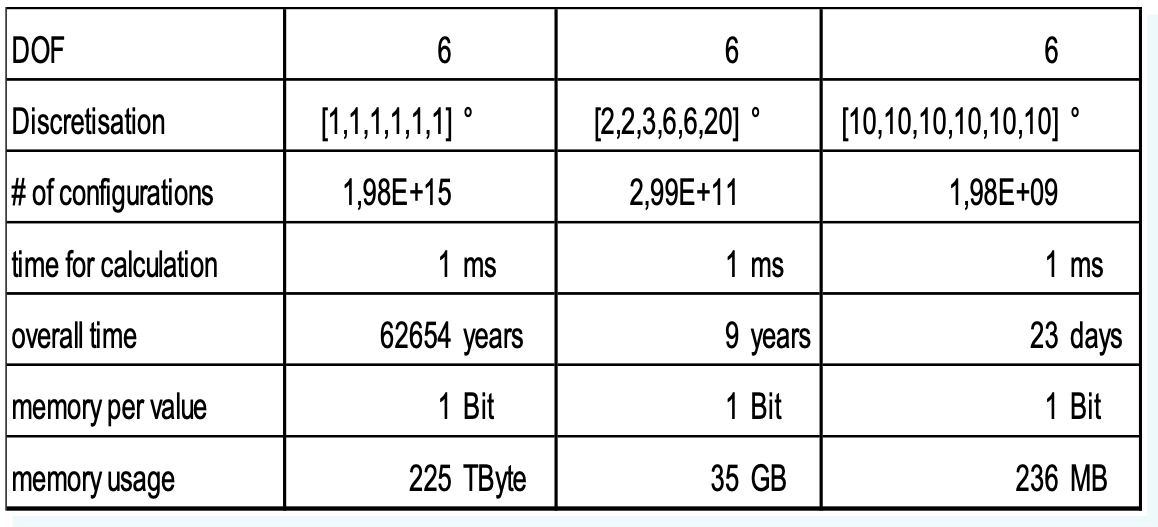 DOF 6 6 6
Discretisation [1,1,1,1,1,1] ° [2,2,3,6,6,20] ° [10,10,10,10,10,10] °
# of configurations 1,98E+15 2,99E+11 1,98E+09
time for calculation 1 ms 1 ms 1 ms
overall time 62654 years 9 years 23 days
memory per value 1 Bit 1 Bit 1 Bit
memory usage 225 TByte 35 GB 236 MB